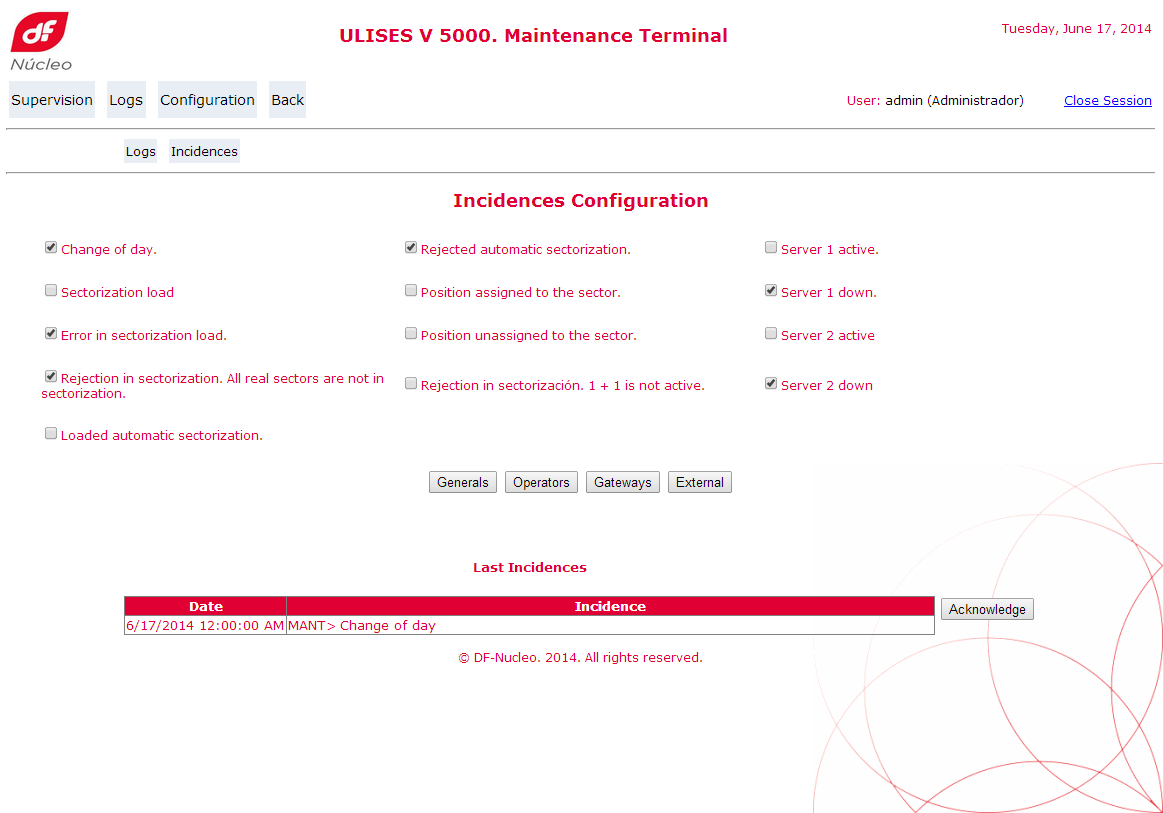 df
Núcleo
ULISES V 5000. Maintenance Terminal
Tuesday, June 17, 2014
Supervision Logs Configuration Back
User: admin (Administrador) Close Session
Logs Incidences
Incidences Configuration
Change of day. Rejected automatic sectorization. Server 1 active.
Sectorization load Position assigned to the sector. Server 1 down.
Error in sectorization load. Position unassigned to the sector. Server 2 active
Rejection in sectorization. All real sectors are not in
sectorization.
Rejection in sectorización. 1 + 1 is not active. Server 2 down
Loaded automatic sectorization.
Generals Operators Gateways External
Last Incidences
Date Incidence
6/17/2014 12:00:00 AM MANT> Change of day
Acknowledge
© DF-Nucleo. 2014. All rights reserved.